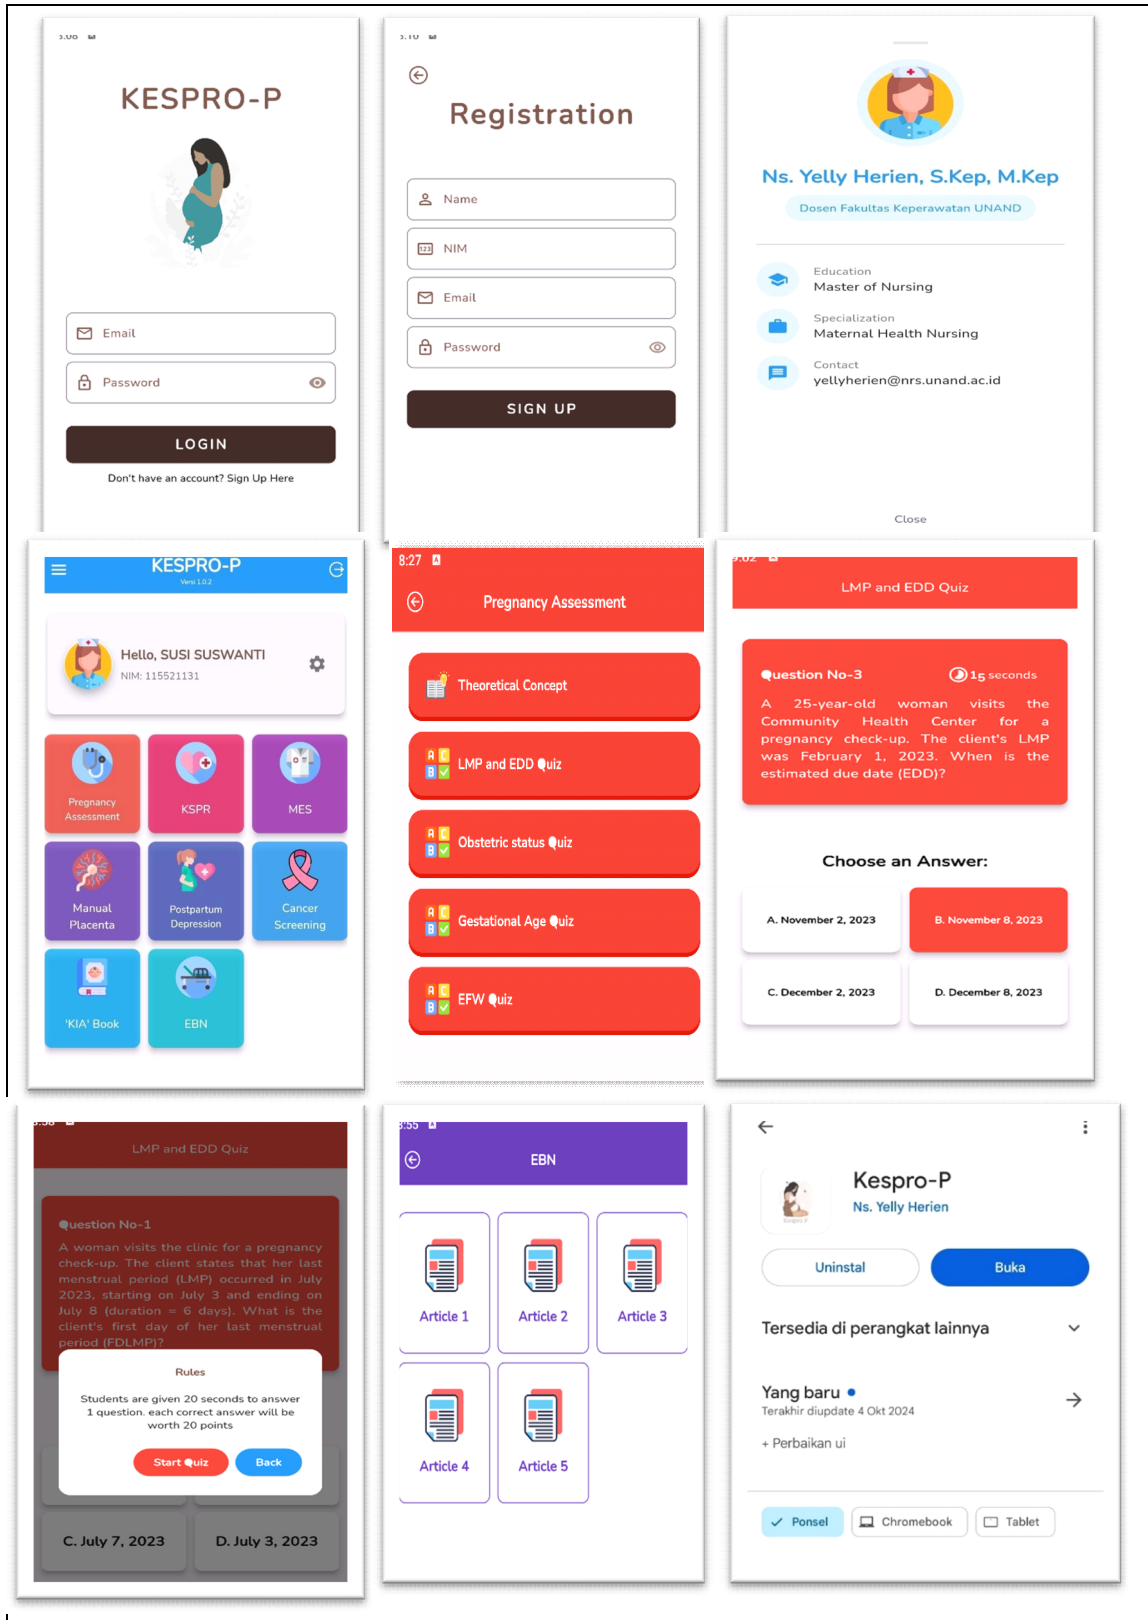 KESPRO-P
Email
Password
LOGIN
Don't have an account? Sign Up Here
Registration
Name
123
NIM
Email
Password
SIGN UP
Ns. Yelly Herien, S.Kep, M.Kep
Dosen Fakultas Keperawatan UNAND
Education
Master of Nursing
Specialization
Maternal Health Nursing
Contact
yellyherien@nrs.unand.ac.id
Close
KESPRO-P
Versi 1.0.2
Hello, SUSI SUSWANTI
NIM: 115521131
Pregnancy
Assessment
KSPR
MES
Manual
Placenta
Postpartum
Depression
Cancer
Screening
'KIA' Book
EBN
8:27 A
Pregnancy Assessment
Theoretical Concept
A C
B
LMP and EDD Quiz
A C
B
Obstetric status Quiz
A C
B
Gestational Age Quiz
A C
B
EFW Quiz
LMP and EDD Quiz
Question No-3
15 seconds
A 25-year-old woman visits the
Community Health Center for a
pregnancy check-up. The client's LMP
was February 1, 2023. When is the
estimated due date (EDD)?
Choose an Answer:
A. November 2, 2023
B. November 8, 2023
C. December 2, 2023
D. December 8, 2023
LMP and EDD Quiz
Question No-1
A woman visits the clinic for a pregnancy
check-up. The client states that her last
menstrual period (LMP) occurred in July
2023, starting on July 3 and ending on
July 8 (duration = 6 days). What is the
client's first day of her last menstrual
period (FDLMP)?
Rules
Students are given 20 seconds to answer
1 question. each correct answer will be
worth 20 points
Start Quiz
Back
C. July 7, 2023
D. July 3, 2023
EBN
Article 1
Article 2
Article 3
Article 4
Article 5
Kespro-P
Ns. Yelly Herien
Uninstal
Buka
Tersedia di perangkat lainnya
Yang baru
Terakhir diupdate 4 Okt 2024
+ Perbaikan ui
Ponsel
Chromebook
Tablet